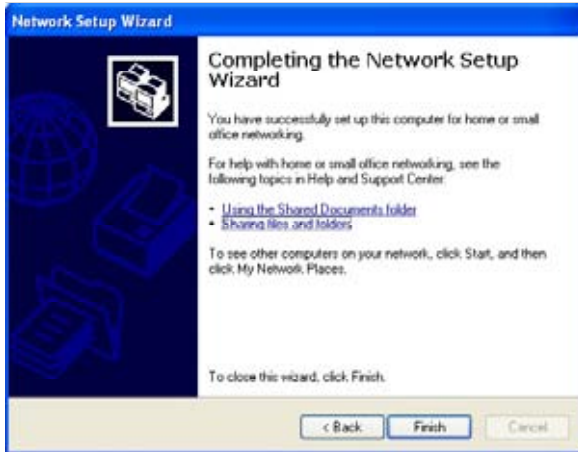 Network Setup Wizard
Completing the Network Setup
Wizard
You have successfully set up this computer for home or small
office networking.
For help with home or small office networking, see the
following topics in Help and Support Center:
• Using the Shared Documents folder
• Sharing files and folders
To see other computers on your network, click Start, and then
click My Network Places.
To close this wizard, click Finish.
< Back
Finish
Cancel